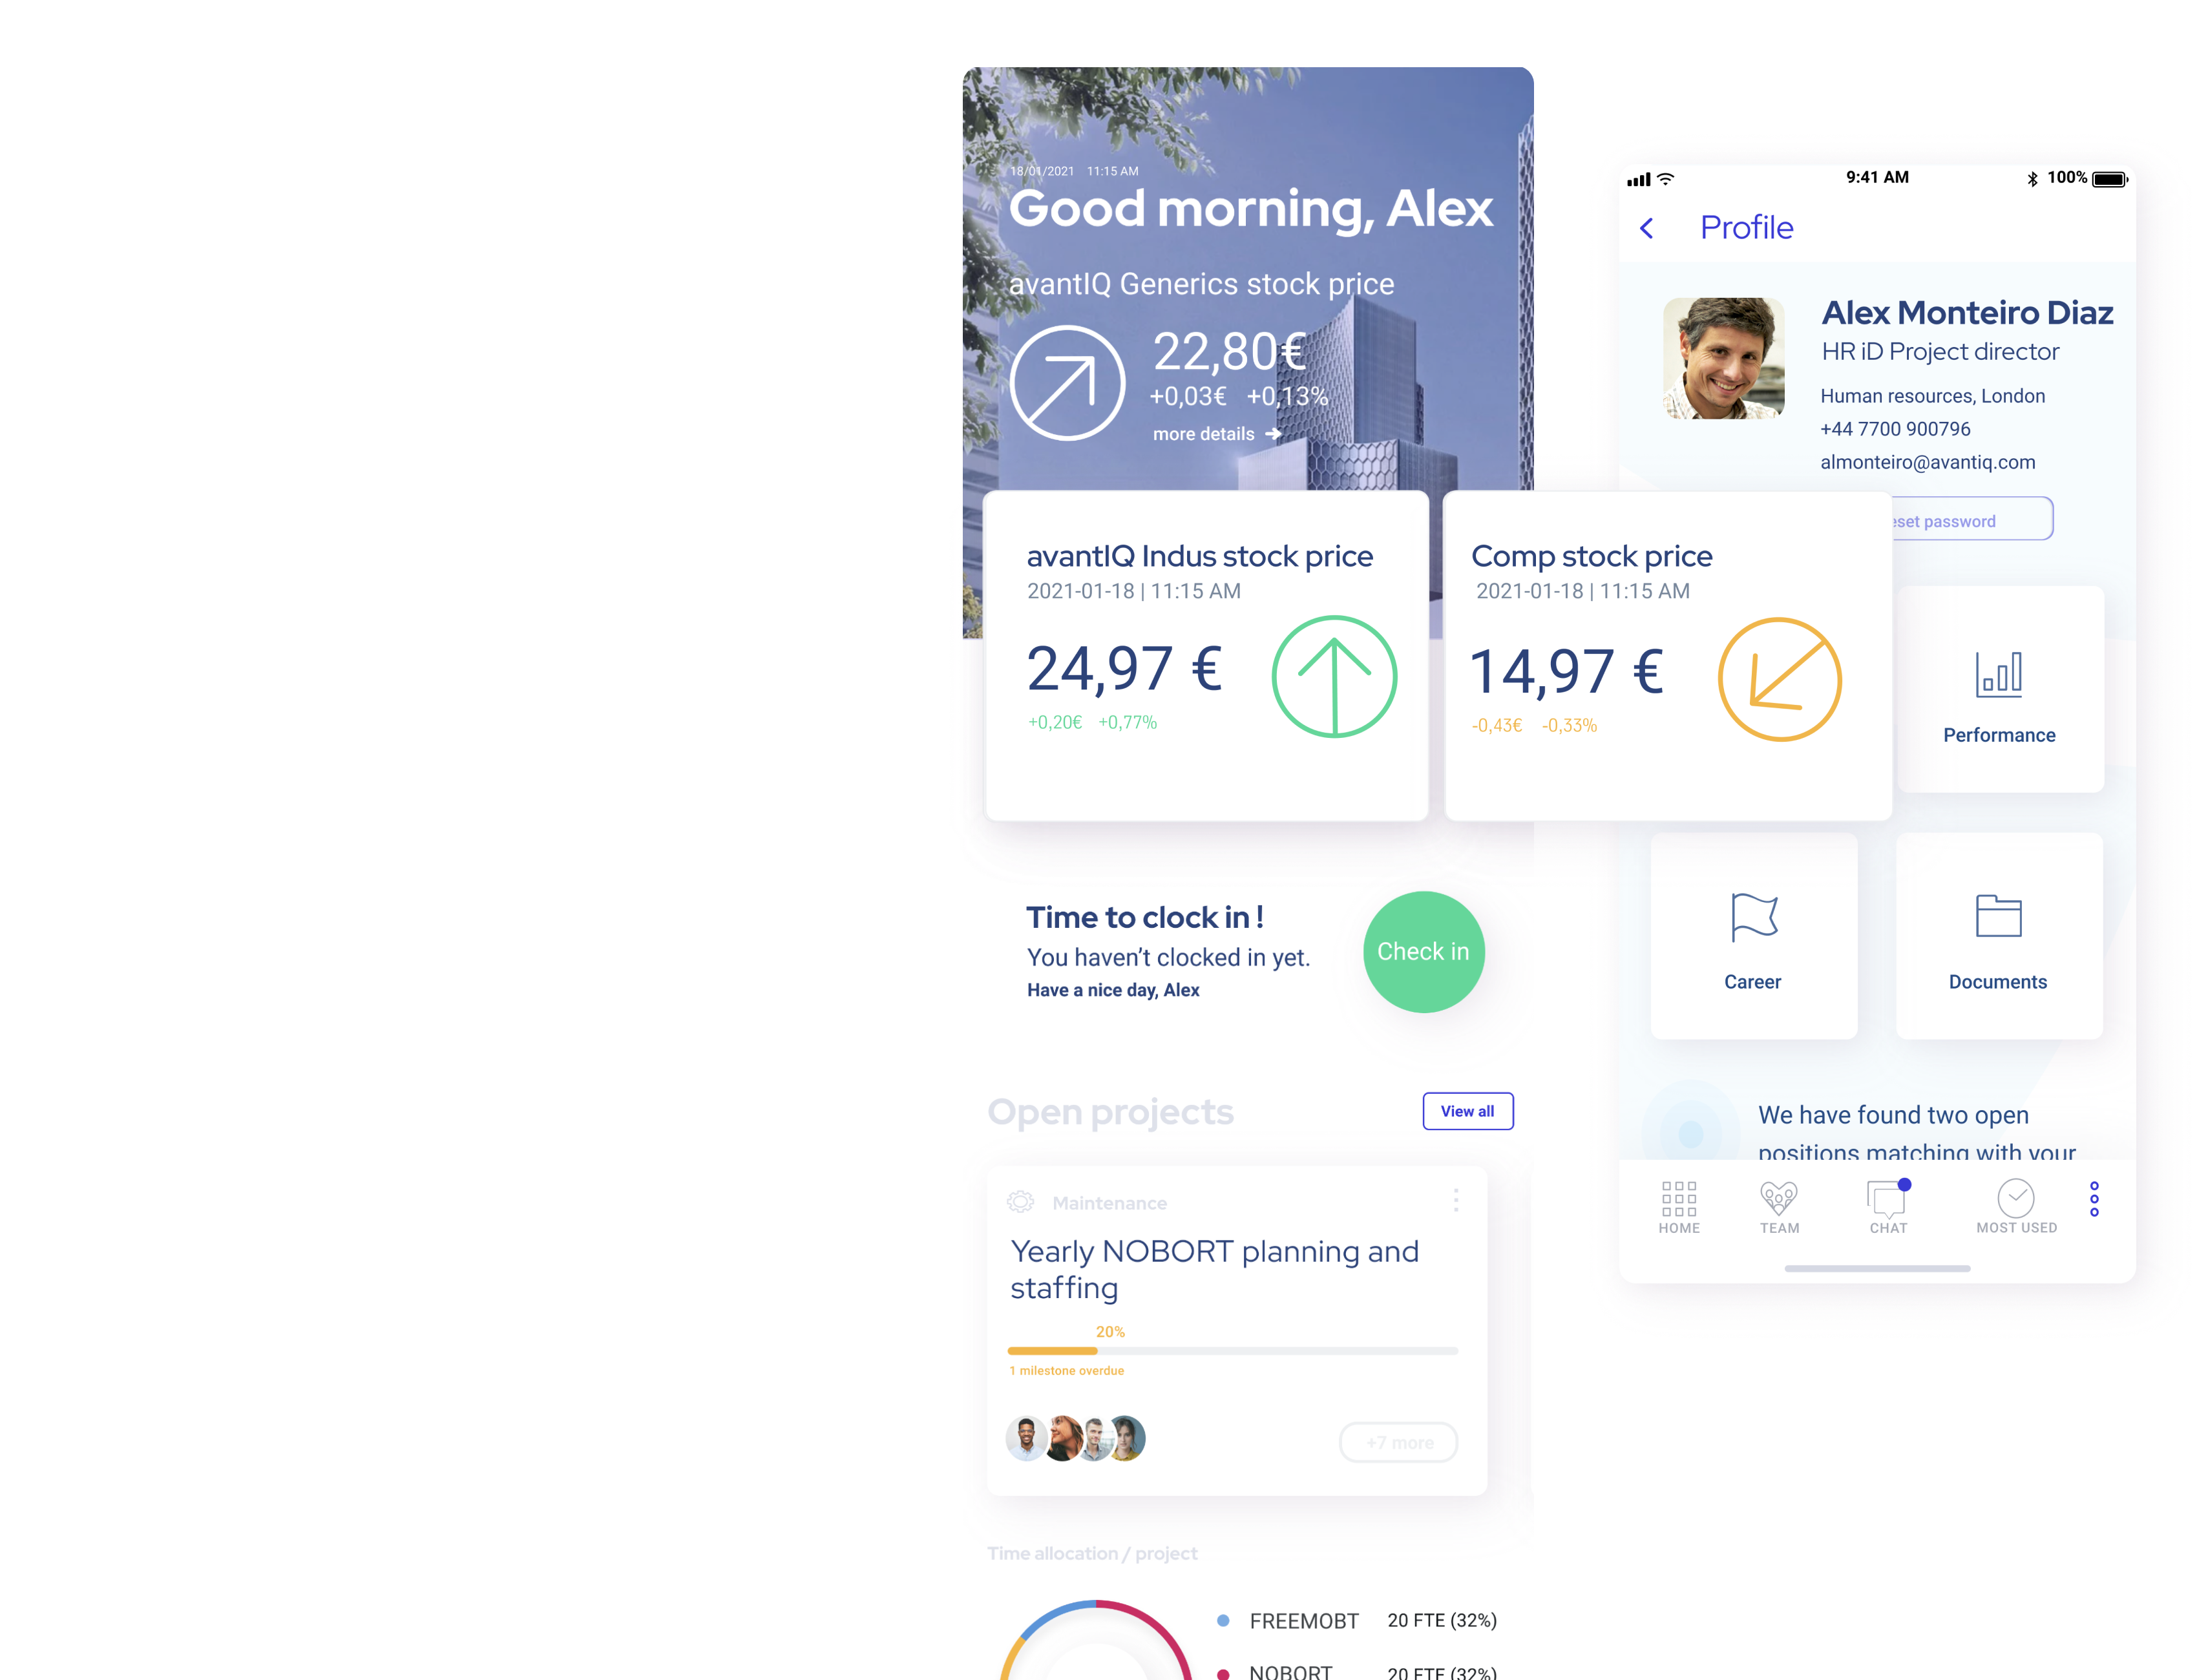 18/01/2021 11:15 AM
Good morning, Alex
avantIQ Generics stock price
22,80€
+0,03€ +0,13%
more details
avantIQ Indus stock price
2021-01-18 | 11:15 AM
24,97 €
+0,20€ +0,77%
Comp stock price
2021-01-18 | 11:15 AM
14,97 €
-0,43€ -0,33%
Time to clock in !
You haven’t clocked in yet.
Have a nice day, Alex
Check in
Open projects
View all
Maintenance
Yearly NOBORT planning and
staffing
20%
1 milestone overdue
+7 more
Time allocation / project
FREEMOBT 20 FTE (32%)
NOBORT 20 FTE (32%)
9:41 AM
100%
Profile
Alex Monteiro Diaz
HR iD Project director
Human resources, London
+44 7700 900796
almonteiro@avantiq.com
eset password
Performance
Career
Documents
We have found two open
positions matching with your
HOME
TEAM
CHAT
MOST USED